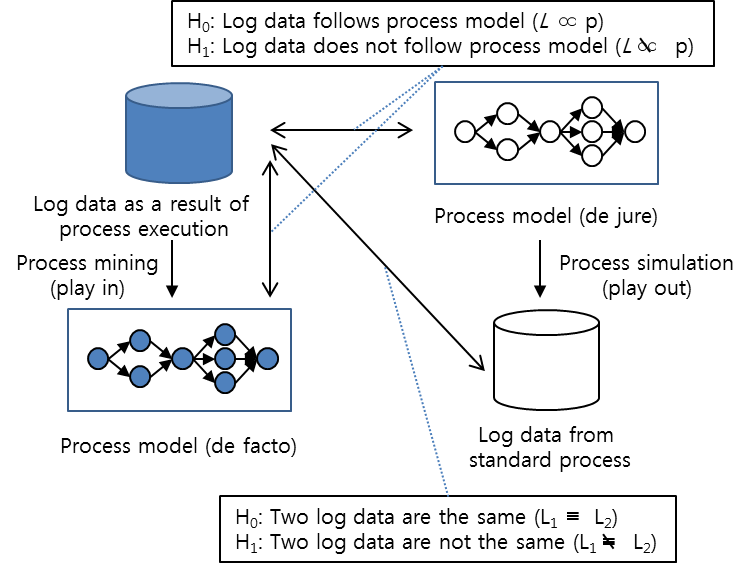 H₀: Log data follows process model (L ∝ p)
H₁: Log data does not follow process model (L ∝̸ p)
Log data as a result of
process execution
Process model (de jure)
Process mining
(play in)
Process simulation
(play out)
Process model (de facto)
Log data from
standard process
H₀: Two log data are the same (L₁ ≡ L₂)
H₁: Two log data are not the same (L₁ ≢ L₂)